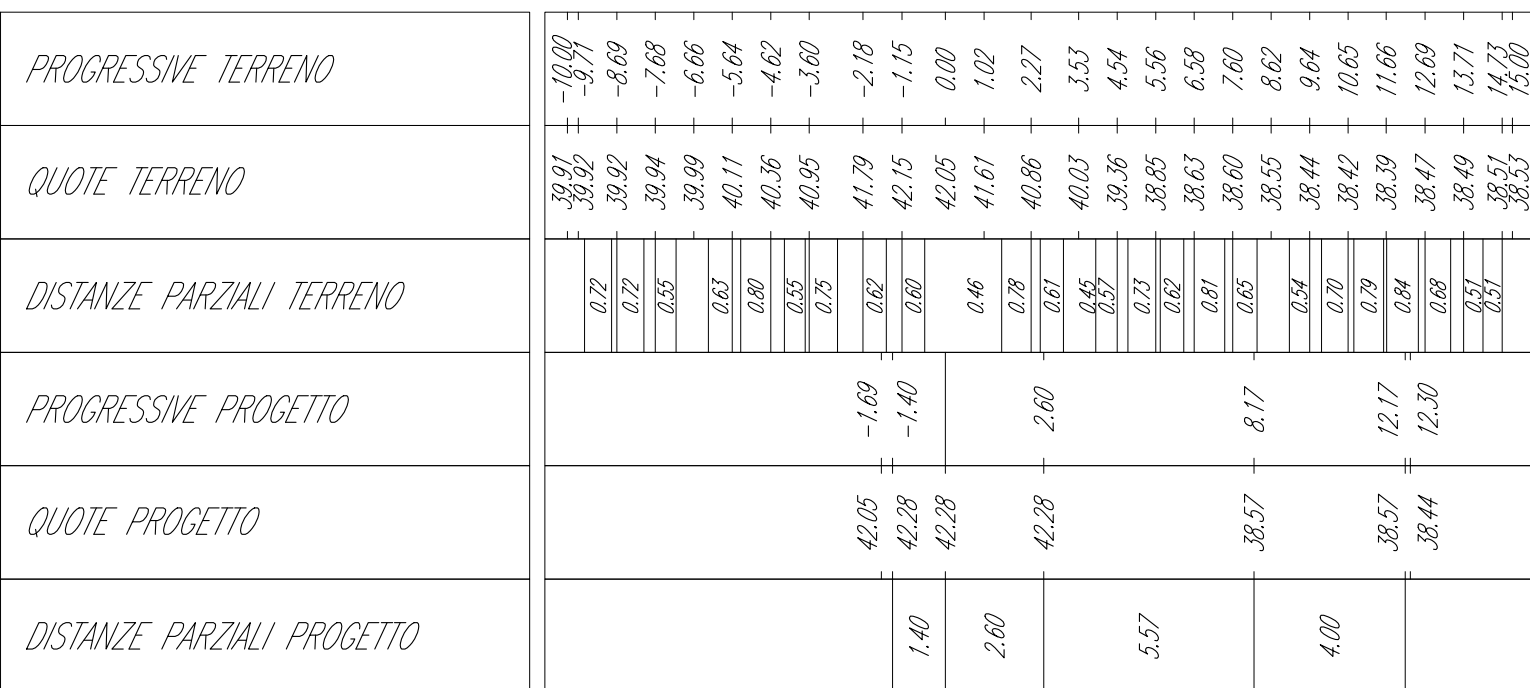 PROGRESSIVE TERRENO -10.00 -9.71 -8.69 -7.68 -6.66 -5.64 -4.62 -3.60 -2.18 -1.15 0.00 1.02 2.27 3.53 4.54 5.56 6.58 7.60 8.62 9.64 10.65 11.66 12.69 13.71 14.73 15.00
QUOTE TERRENO 39.91 39.92 39.92 39.94 39.99 40.11 40.36 40.95 41.79 42.15 42.05 41.61 40.86 40.03 39.36 38.85 38.63 38.60 38.55 38.44 38.42 38.39 38.47 38.49 38.51 38.53
DISTANZE PARZIALI TERRENO 0.72 0.72 0.55 0.63 0.80 0.55 0.75 0.62 0.60 0.46 0.78 0.61 0.45 0.57 0.73 0.62 0.81 0.65 0.54 0.70 0.79 0.84 0.68 0.51 0.51
PROGRESSIVE PROGETTO -1.69 -1.40 2.60 8.17 12.17 12.30
QUOTE PROGETTO 42.05 42.28 42.28 42.28 38.57 38.57 38.44
DISTANZE PARZIALI PROGETTO 1.40 2.60 5.57 4.00